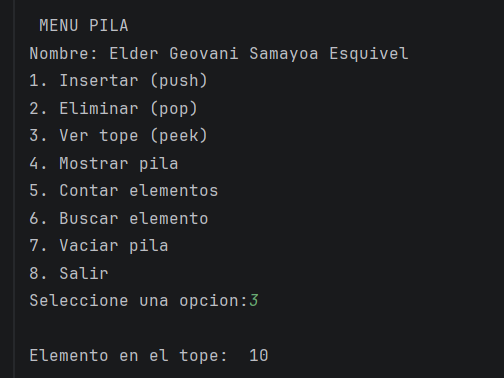 MENU PILA
Nombre: Elder Geovani Samayoa Esquivel
1. Insertar (push)
2. Eliminar (pop)
3. Ver tope (peek)
4. Mostrar pila
5. Contar elementos
6. Buscar elemento
7. Vaciar pila
8. Salir
Seleccione una opcion:3
Elemento en el tope:  10